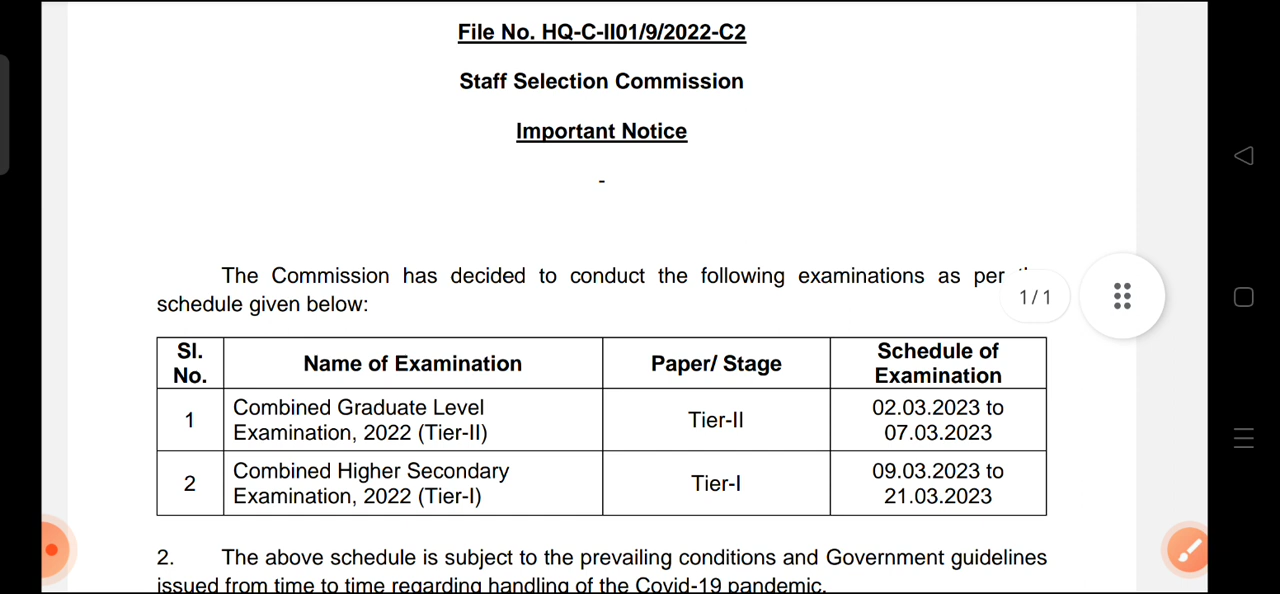 File No. HQ-C-II01/9/2022-C2
Staff Selection Commission
Important Notice
-
The Commission has decided to conduct the following examinations as per
schedule given below:
1/1
Sl. No. Name of Examination Paper/ Stage Schedule of Examination
1 Combined Graduate Level Examination, 2022 (Tier-II) Tier-II 02.03.2023 to 07.03.2023
2 Combined Higher Secondary Examination, 2022 (Tier-I) Tier-I 09.03.2023 to 21.03.2023
2. The above schedule is subject to the prevailing conditions and Government guidelines
issued from time to time regarding handling of the Covid-19 pandemic.